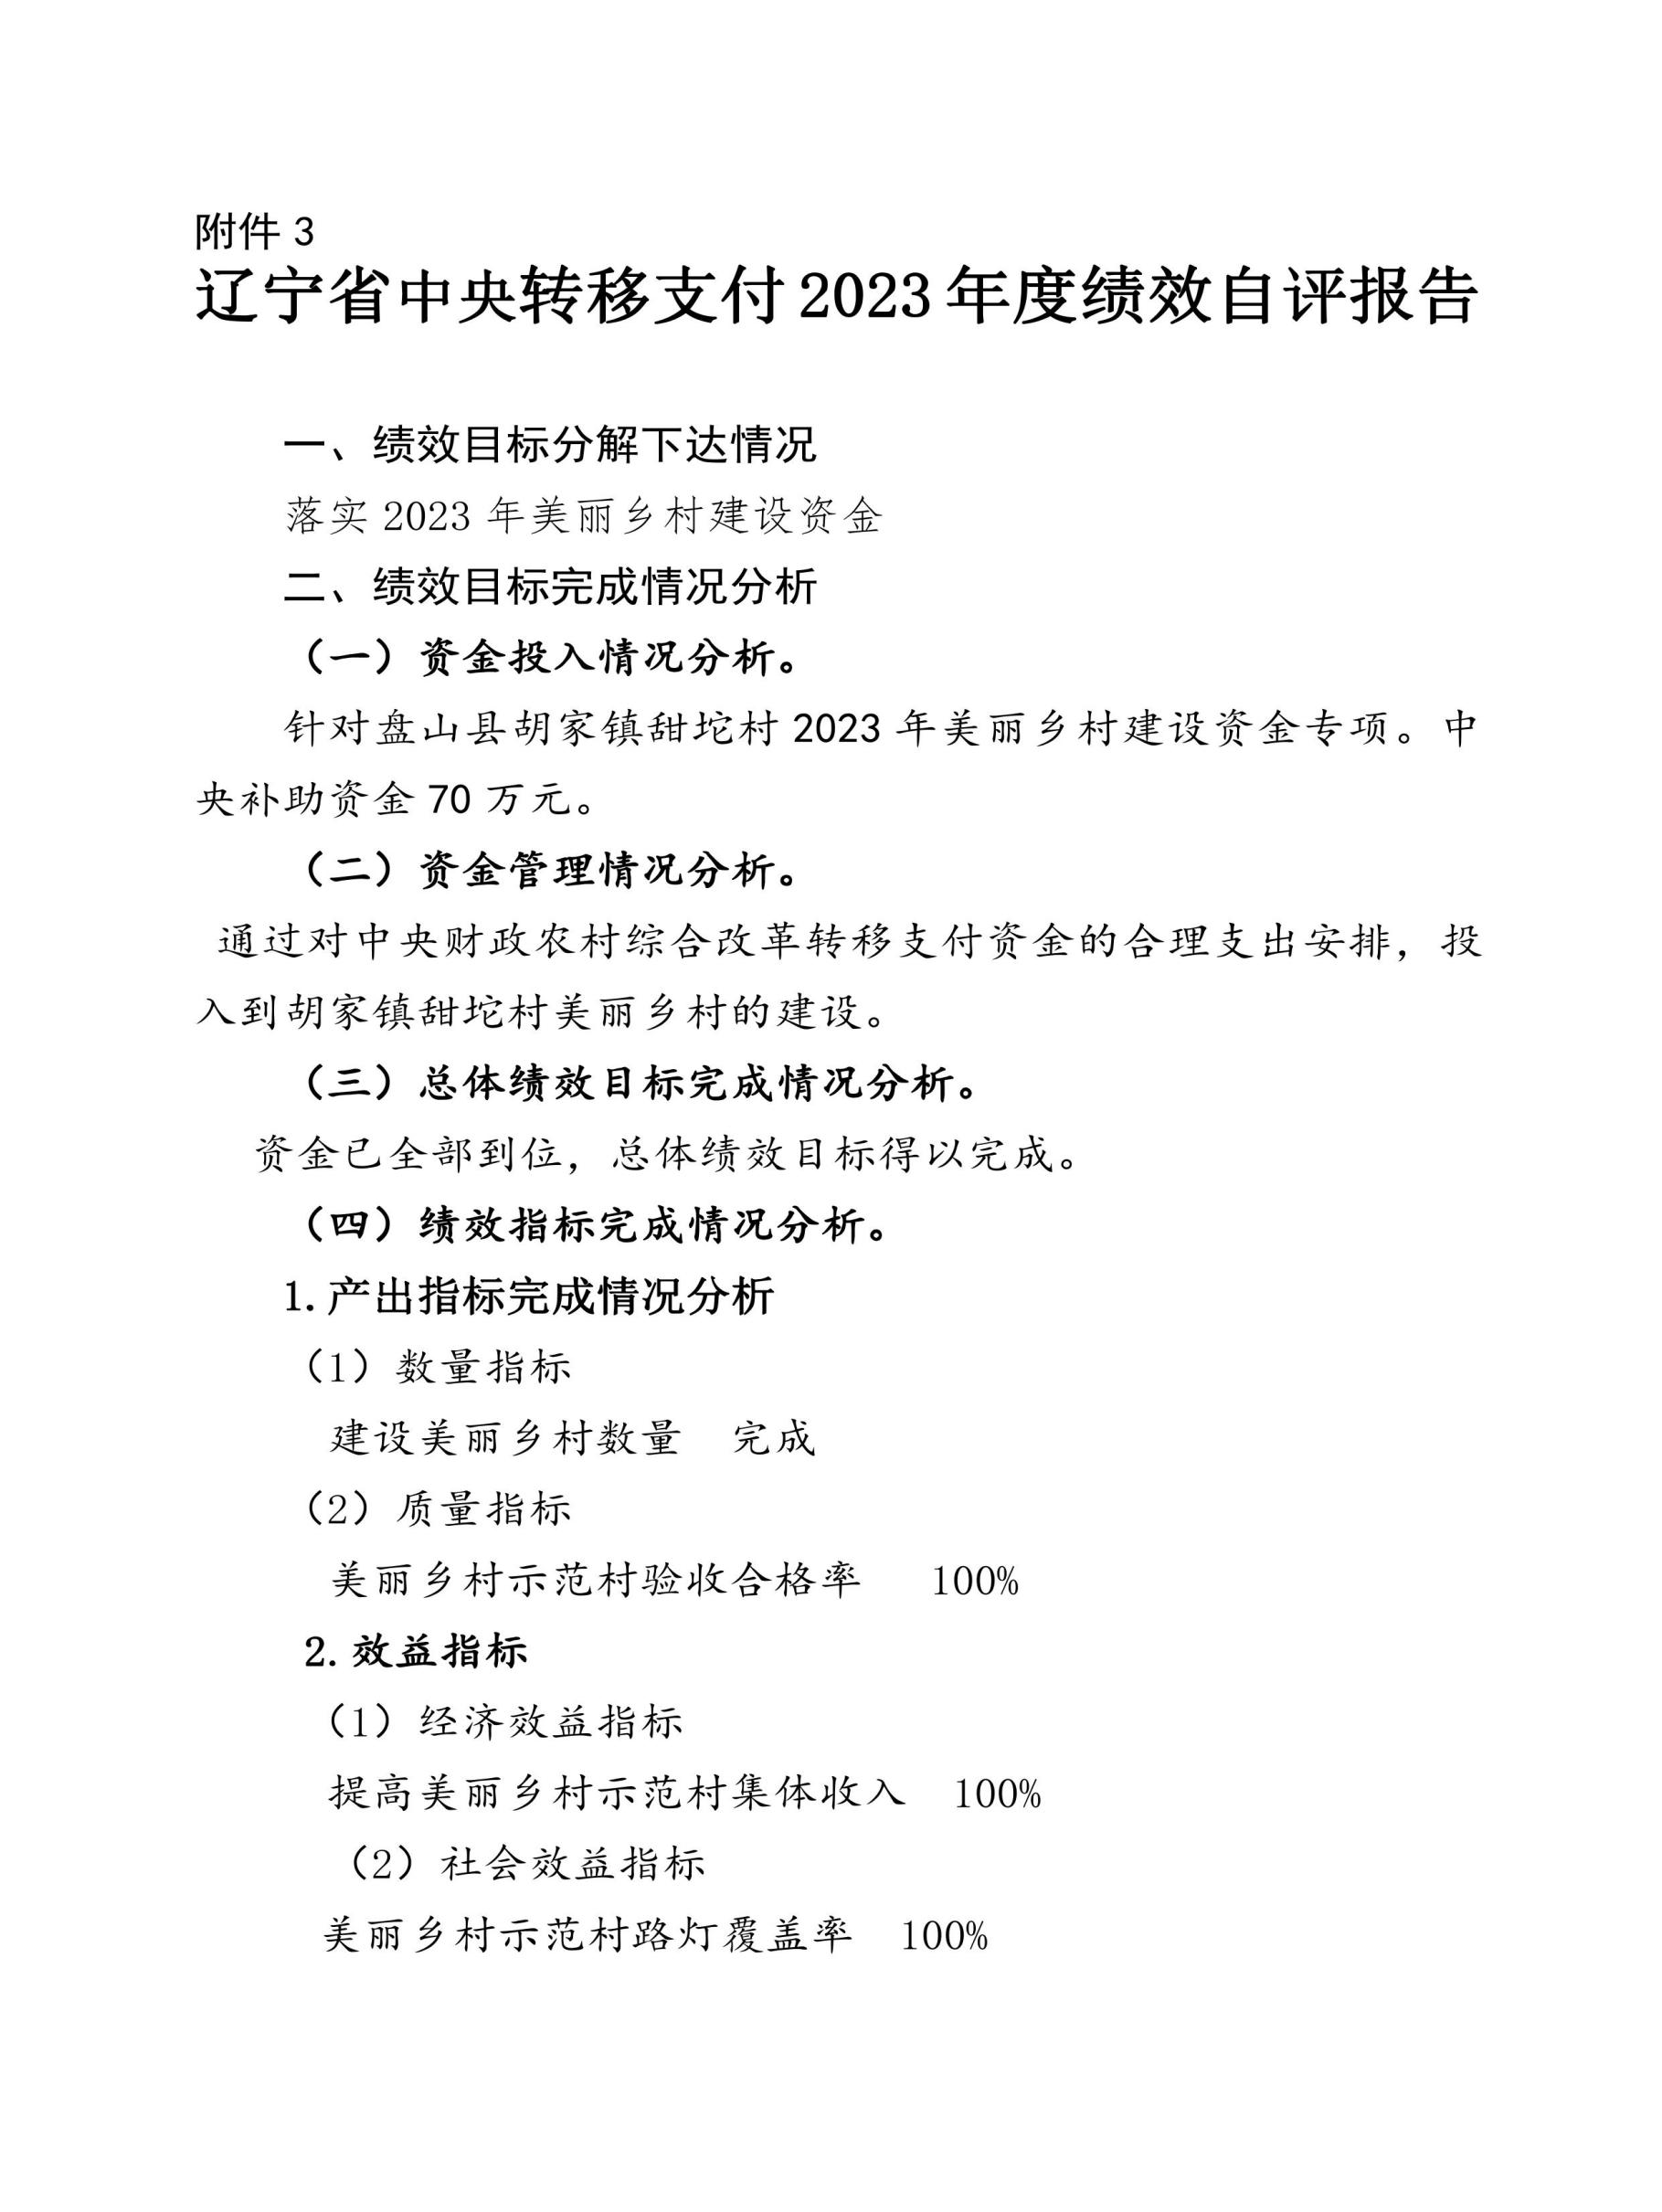 附件 3
辽宁省中央转移支付 2023 年度绩效自评报告
一、绩效目标分解下达情况
落实 2023 年美丽乡村建设资金
二、绩效目标完成情况分析
（一）资金投入情况分析。
针对盘山县胡家镇甜坨村 2023 年美丽乡村建设资金专项。中
央补助资金 70 万元。
（二）资金管理情况分析。
通过对中央财政农村综合改革转移支付资金的合理支出安排，投
入到胡家镇甜坨村美丽乡村的建设。
（三）总体绩效目标完成情况分析。
资金已全部到位，总体绩效目标得以完成。
（四）绩效指标完成情况分析。
1.产出指标完成情况分析
（1）数量指标
建设美丽乡村数量 完成
（2）质量指标
美丽乡村示范村验收合格率 100%
2.效益指标
（1）经济效益指标
提高美丽乡村示范村集体收入 100%
（2）社会效益指标
美丽乡村示范村路灯覆盖率 100%